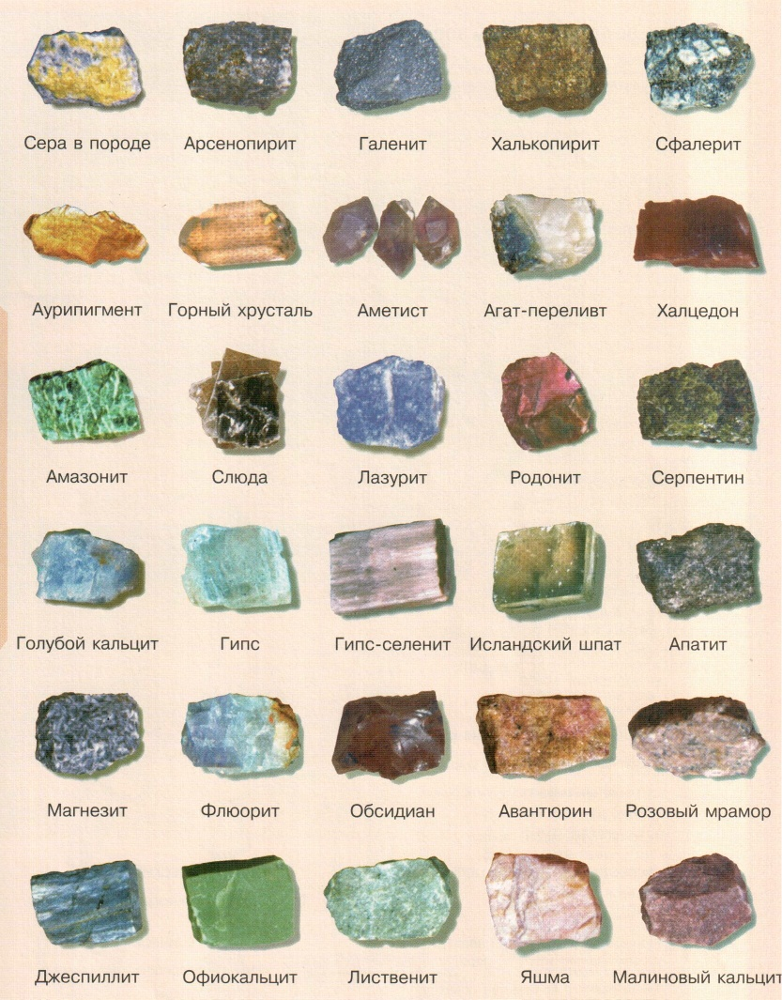 Сера в породе Арсенопирит Галенит Халькопирит Сфалерит
Аурипигмент Горный хрусталь Аметист Агат-переливт Халцедон
Амазонит Слюда Лазурит Родонит Серпентин
Голубой кальцит Гипс Гипс-селенит Исландский шпат Апатит
Магнезит Флюорит Обсидиан Авантюрин Розовый мрамор
Джеспиллит Офиокальцит Лиственит Яшма Малиновый кальцит